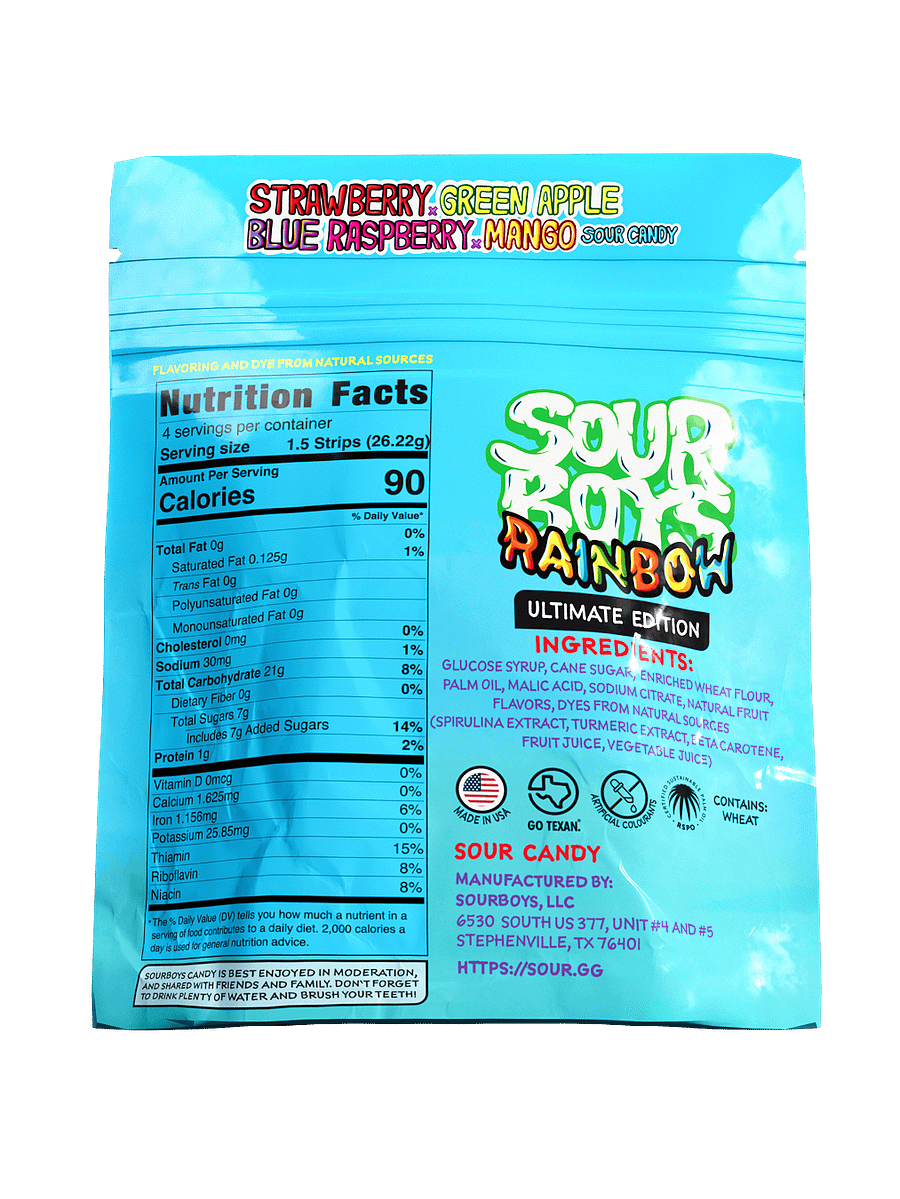 STRAWBERRY x GREEN APPLE
BLUE RASPBERRY x MANGO SOUR CANDY
FLAVORING AND DYE FROM NATURAL SOURCES
Nutrition Facts
4 servings per container
Serving size 1.5 Strips (26.22g)
Amount Per Serving
Calories 90
% Daily Value*
Total Fat 0g 0%
Saturated Fat 0.125g 1%
Trans Fat 0g
Polyunsaturated Fat 0g
Monounsaturated Fat 0g
Cholesterol 0mg 0%
Sodium 30mg 1%
Total Carbohydrate 21g 8%
Dietary Fiber 0g 0%
Total Sugars 7g
Includes 7g Added Sugars 14%
Protein 1g 2%
Vitamin D 0mcg 0%
Calcium 1.625mg 0%
Iron 1.156mg 6%
Potassium 25.85mg 0%
Thiamin 15%
Riboflavin 8%
Niacin 8%
*The % Daily Value (DV) tells you how much a nutrient in a
serving of food contributes to a daily diet. 2,000 calories a
day is used for general nutrition advice.
SOURBOYS CANDY IS BEST ENJOYED IN MODERATION,
AND SHARED WITH FRIENDS AND FAMILY. DON'T FORGET
TO DRINK PLENTY OF WATER AND BRUSH YOUR TEETH!
SOUR
BOYS
RAINBOW
ULTIMATE EDITION
INGREDIENTS:
GLUCOSE SYRUP, CANE SUGAR, ENRICHED WHEAT FLOUR,
PALM OIL, MALIC ACID, SODIUM CITRATE, NATURAL FRUIT
FLAVORS, DYES FROM NATURAL SOURCES
(SPIRULINA EXTRACT, TURMERIC EXTRACT, BETA CAROTENE,
FRUIT JUICE, VEGETABLE JUICE)
MADE IN USA
GO TEXAN.
ARTIFICIAL COLOURANTS
CERTIFIED SUSTAINABLE PALM OIL
RSPO
CONTAINS:
WHEAT
SOUR CANDY
MANUFACTURED BY:
SOURBOYS, LLC
6530 SOUTH US 377, UNIT #4 AND #5
STEPHENVILLE, TX 76401
HTTPS://SOUR.GG